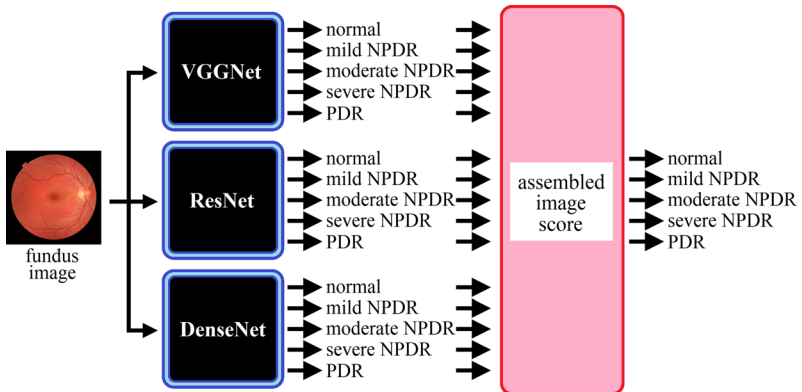 VGGNet
normal
mild NPDR
moderate NPDR
severe NPDR
PDR
fundus
image
ResNet
normal
mild NPDR
moderate NPDR
severe NPDR
PDR
DenseNet
normal
mild NPDR
moderate NPDR
severe NPDR
PDR
assembled
image
score
normal
mild NPDR
moderate NPDR
severe NPDR
PDR